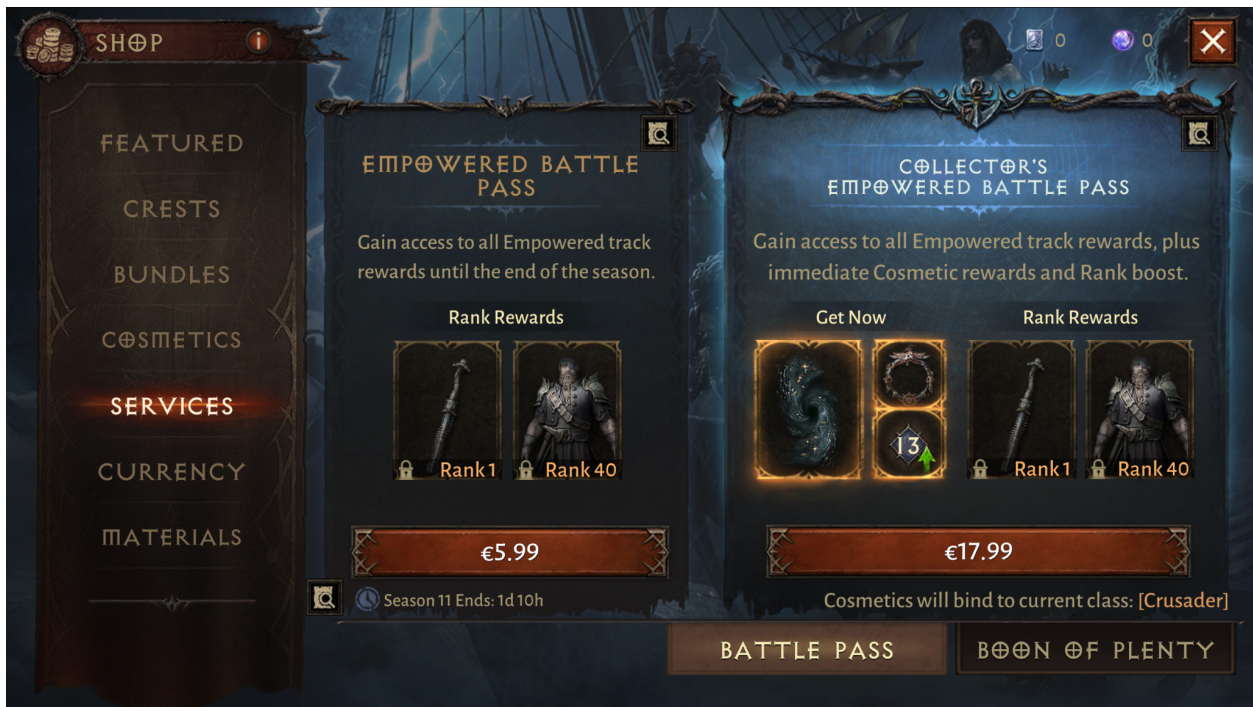 SHOP
i
0
0
FEATURED
CRESTS
BUNDLES
COSMETICS
SERVICES
CURRENCY
MATERIALS
EMPOWERED BATTLE
PASS
Gain access to all Empowered track
rewards until the end of the season.
Rank Rewards
Rank 1
Rank 40
€5.99
Season 11 Ends: 1d 10h
COLLECTOR'S
EMPOWERED BATTLE PASS
Gain access to all Empowered track rewards, plus
immediate Cosmetic rewards and Rank boost.
Get Now
Rank Rewards
13
Rank 1
Rank 40
€17.99
Cosmetics will bind to current class: [Crusader]
BATTLE PASS
BOON OF PLENTY